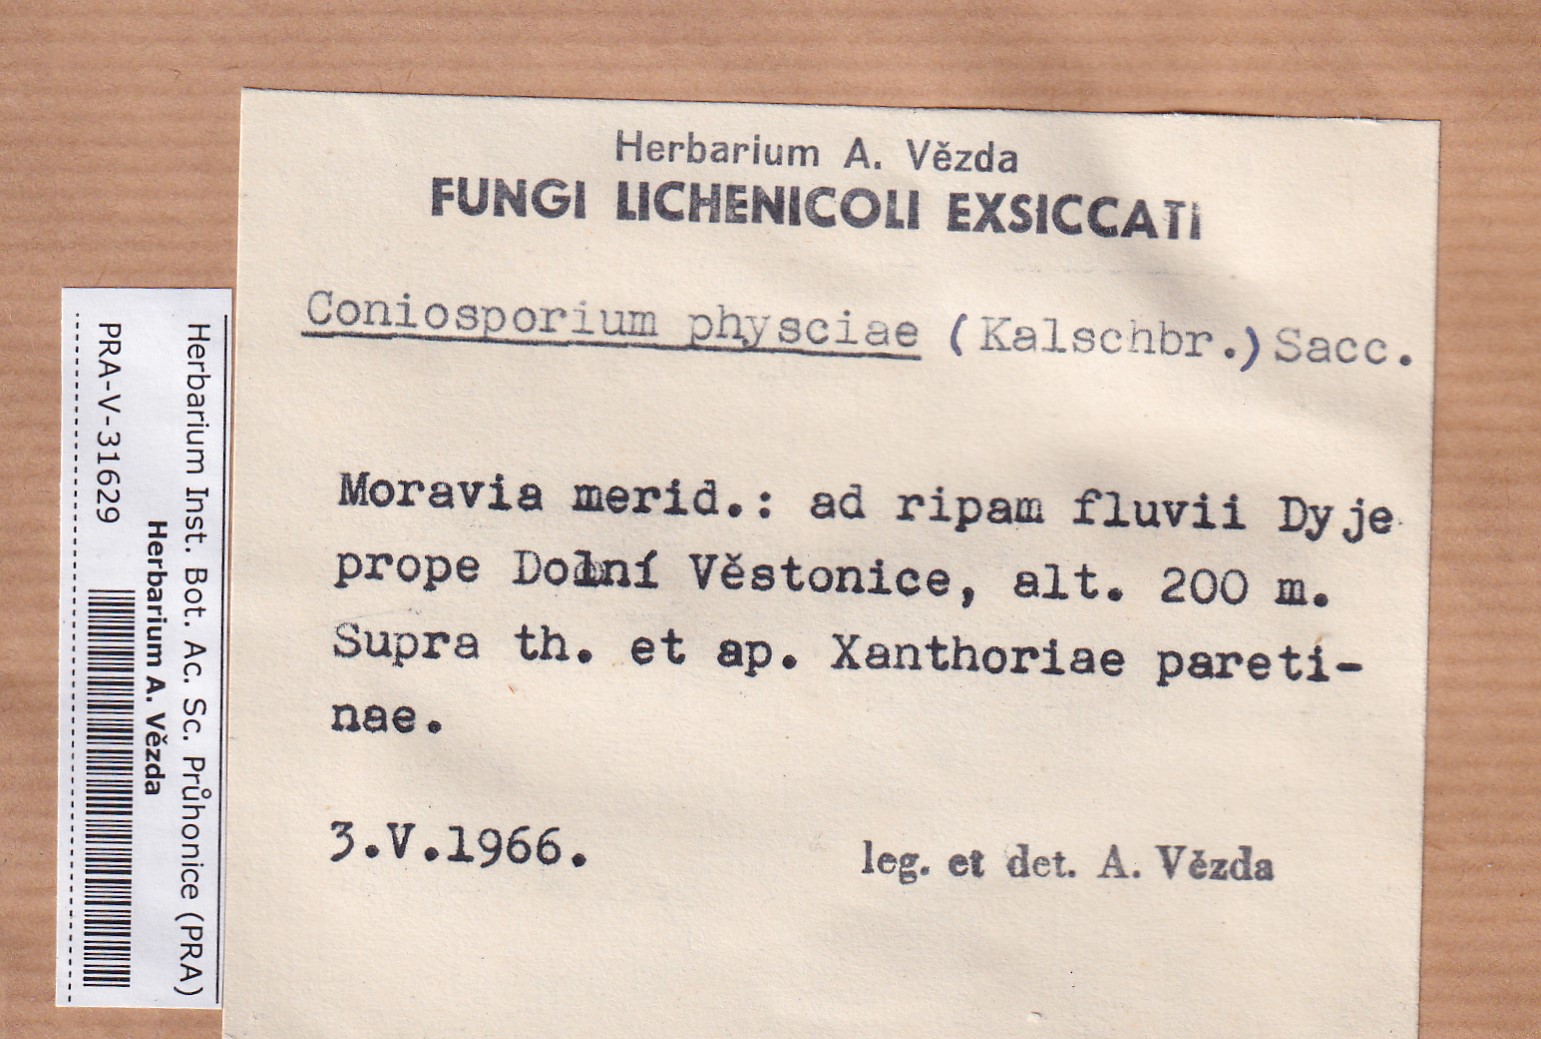 Herbarium A. Vězda
FUNGI LICHENICOLI EXSICCATI
Coniosporium physciae (Kalschbr.) Sacc.
Moravia merid.: ad ripam fluvii Dyje
prope Dolní Věstonice, alt. 200 m.
Supra th. et ap. Xanthoriae pareti-
nae.
3.V.1966.
leg. et det. A. Vězda
Herbarium Inst. Bot. Ac. Sc. Průhonice (PRA)
Herbarium A. Vězda
PRA-V-31629